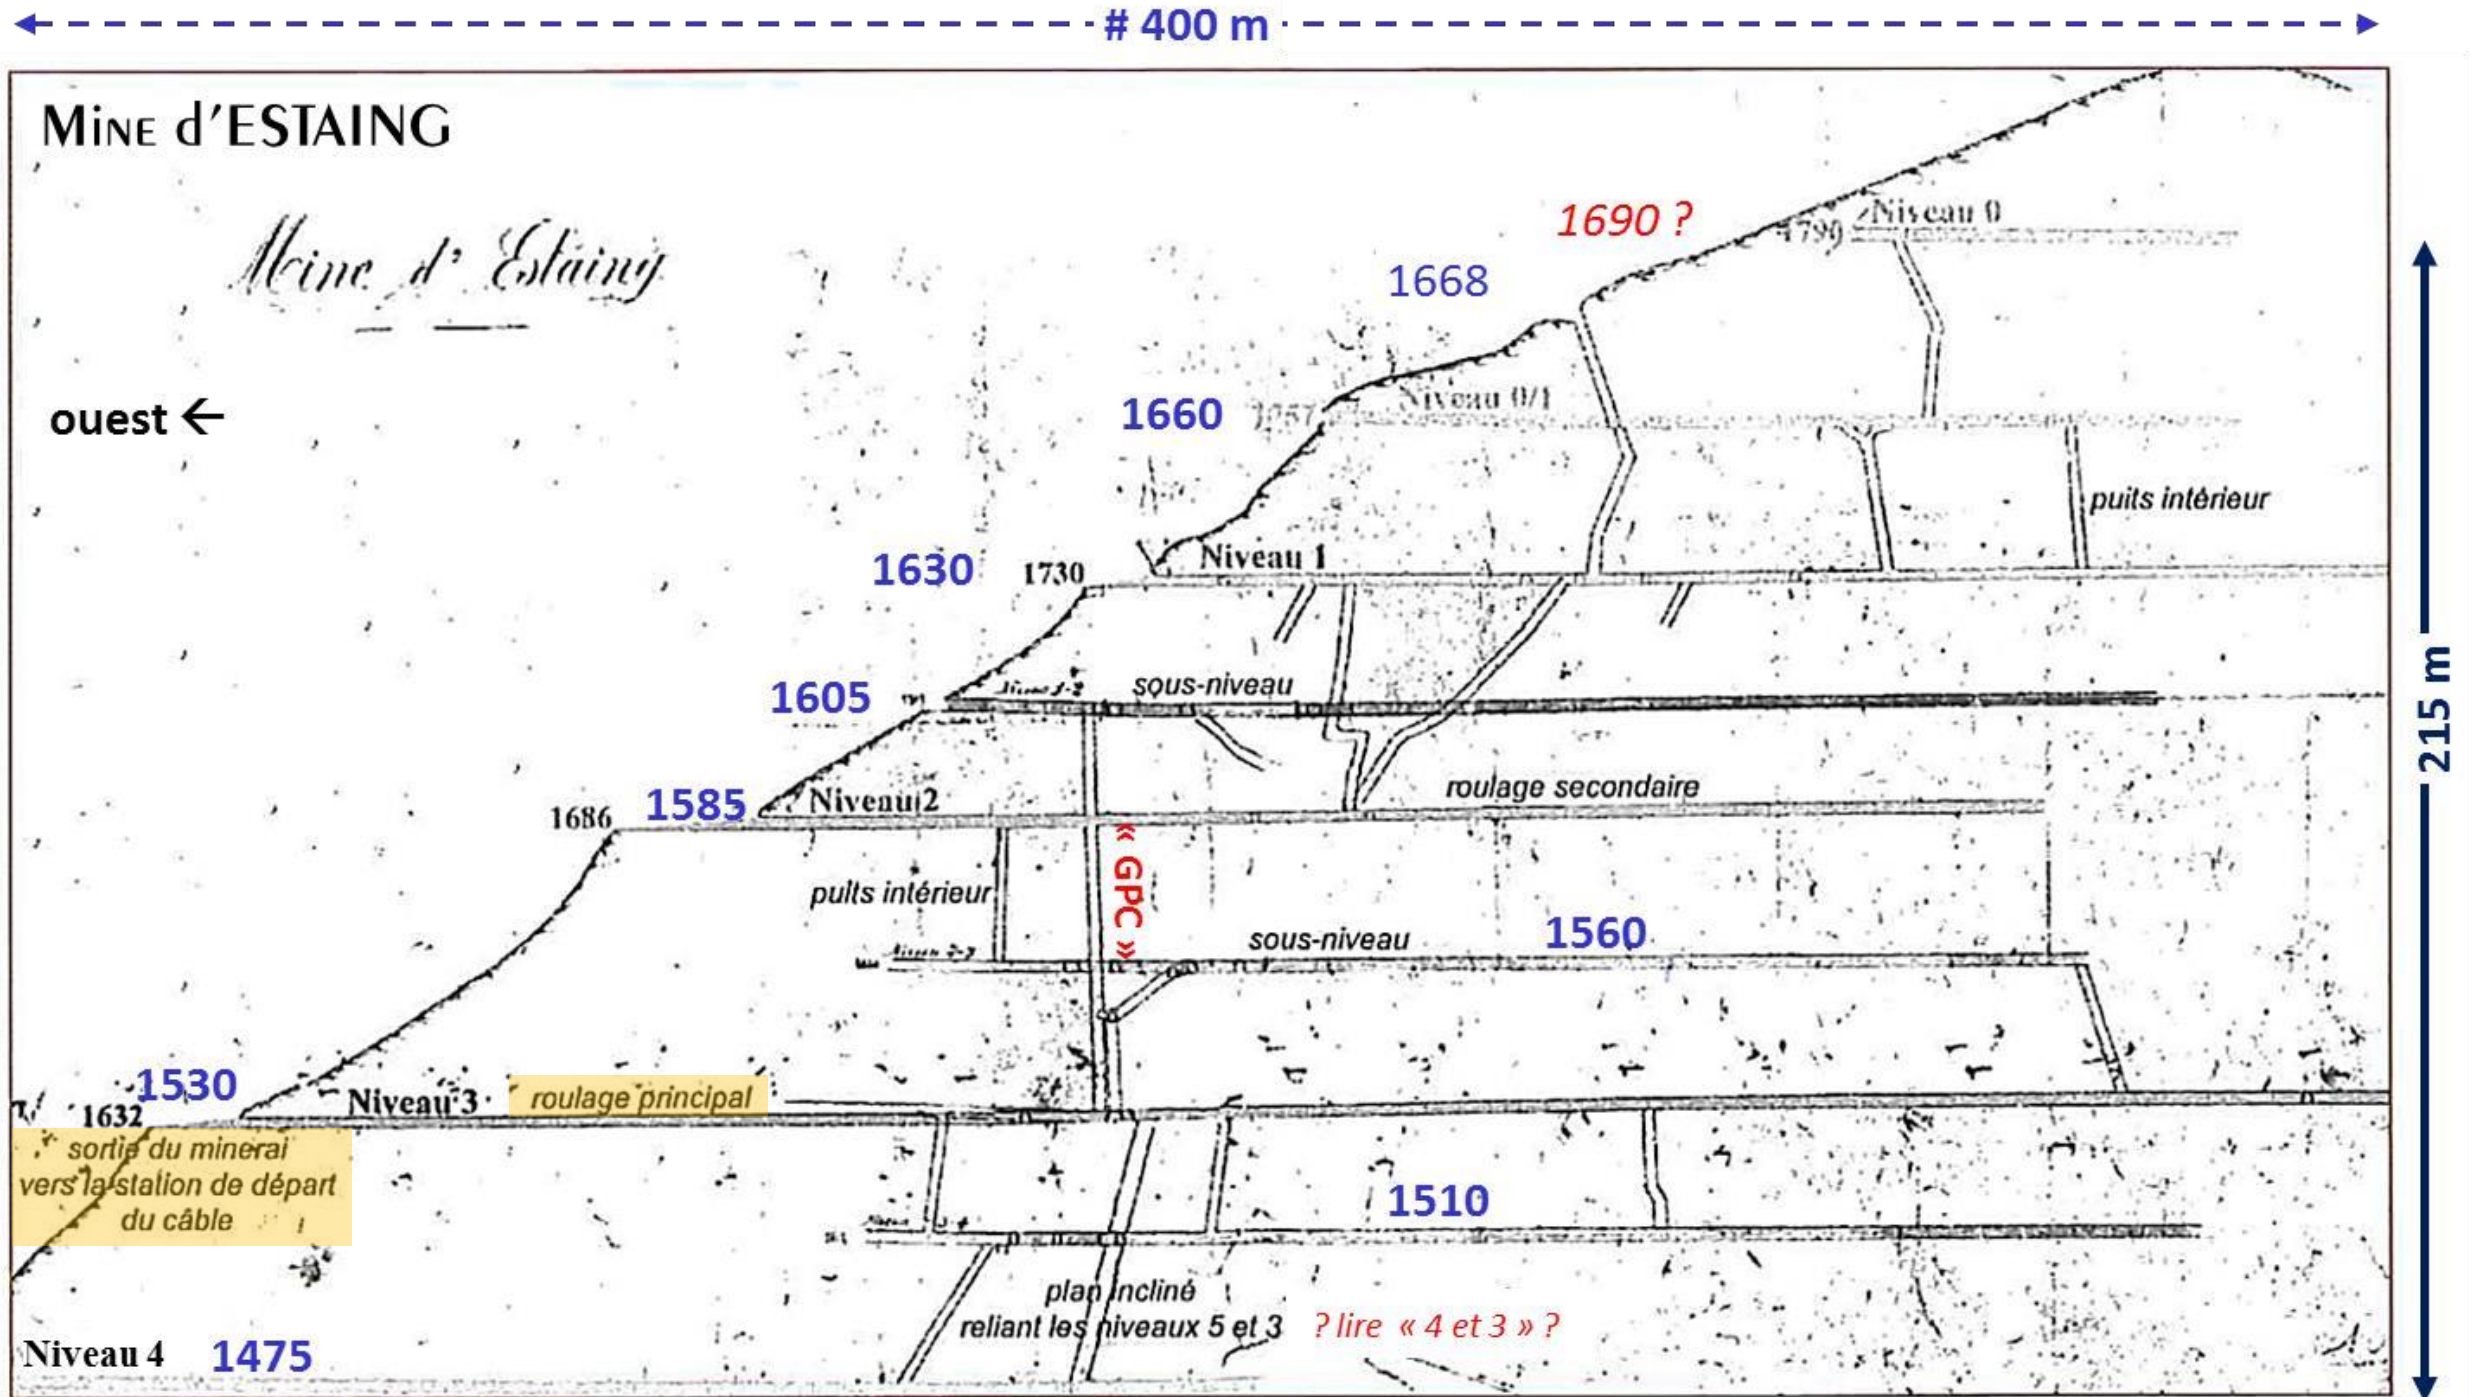 # 400 m
MINE d'ESTAING
Mine d'Estaing
1690 ?
Niveau 0
1790
1668
ouest ←
1660
Niveau 0/1
puits intérieur
1630
1730
Niveau 1
1605
sous-niveau
215 m
1686
1585
Niveau 2
roulage secondaire
puits intérieur
« GPC »
sous-niveau
1560
1530
1632
Niveau 3
roulage principal
sortie du minerai
vers la station de départ
du câble
1510
plan incliné
reliant les niveaux 5 et 3
? lire « 4 et 3 » ?
Niveau 4
1475